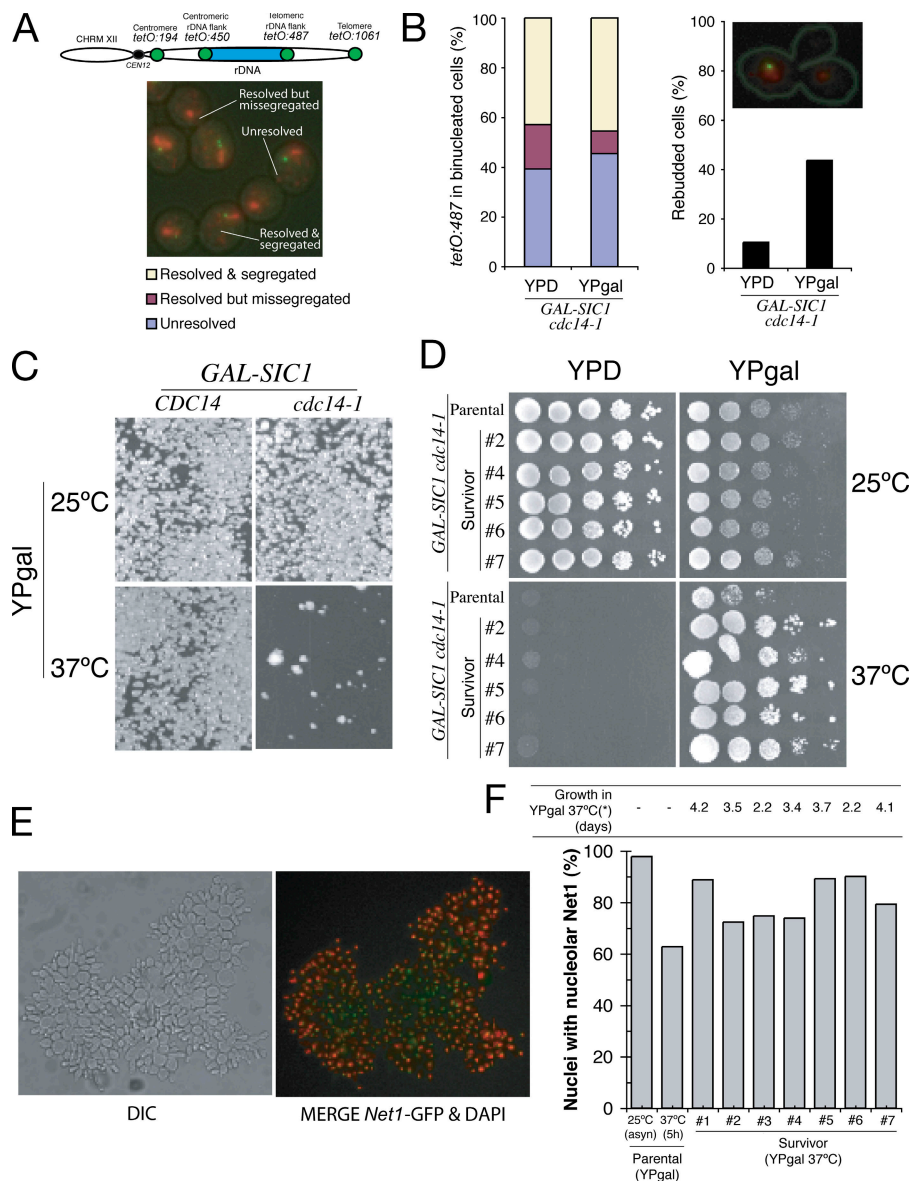 A
CHRM XII
CEN12
Centromere
tetO:194
Centromeric
rDNA flank
tetO:450
Telomeric
rDNA flank
tetO:487
Telomere
tetO:1061
rDNA
Resolved but
missegregated
Unresolved
Resolved &
segregated
Resolved & segregated
Resolved but missegregated
Unresolved
B
tetO:487 in binucleated cells (%)
100
80
60
40
20
0
YPD YPgal
GAL-SIC1
cdc14-1
Rebudded cells (%)
100
80
60
40
20
0
YPD YPgal
GAL-SIC1
cdc14-1
C
GAL-SIC1
CDC14 cdc14-1
YPgal
25ºC
37ºC
D
YPD YPgal
GAL-SIC1 cdc14-1
Parental
Survivor
#2
#4
#5
#6
#7
25ºC
GAL-SIC1 cdc14-1
Parental
Survivor
#2
#4
#5
#6
#7
37ºC
E
DIC
MERGE Net1-GFP & DAPI
F
Growth in
YPgal 37ºC(*)
(days)
- - 4.2 3.5 2.2 3.4 3.7 2.2 4.1
Nuclei with nucleolar Net1 (%)
100
80
60
40
60
20
0
25ºC
(asyn)
37ºC
(5h)
#1 #2 #3 #4 #5 #6 #7
Parental
(YPgal)
Survivor
(YPgal 37ºC)